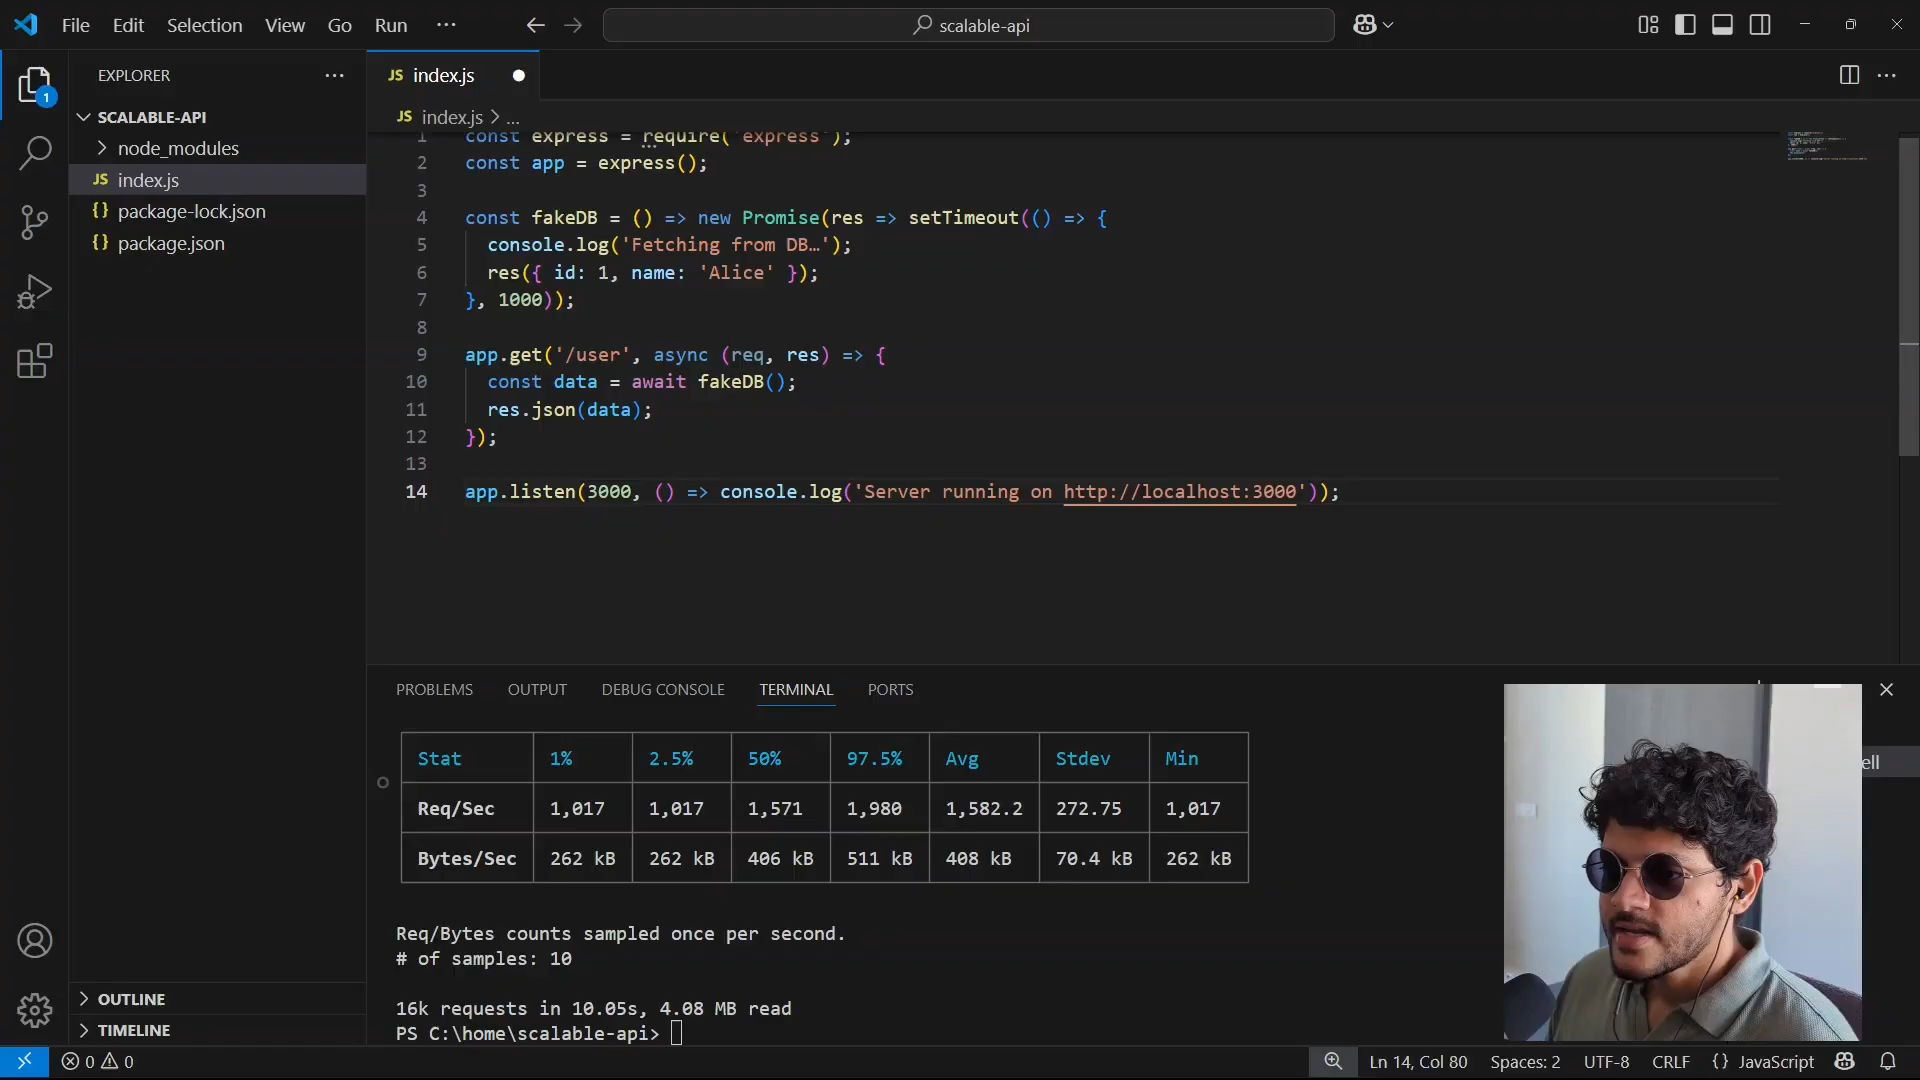 File Edit Selection View Go Run ···
scalable-api
EXPLORER
SCALABLE-API
node_modules
JS index.js
{} package-lock.json
{} package.json
OUTLINE
TIMELINE
1
JS index.js
JS index.js > ...
1 const express = require('express');
2 const app = express();
3
4 const fakeDB = () => new Promise(res => setTimeout(() => {
5 console.log('Fetching from DB…');
6 res({ id: 1, name: 'Alice' });
7 }, 1000));
8
9 app.get('/user', async (req, res) => {
10 const data = await fakeDB();
11 res.json(data);
12 });
13
14 app.listen(3000, () => console.log('Server running on http://localhost:3000'));
PROBLEMS OUTPUT DEBUG CONSOLE TERMINAL PORTS
Stat 1% 2.5% 50% 97.5% Avg Stdev Min
Req/Sec 1,017 1,017 1,571 1,980 1,582.2 272.75 1,017
Bytes/Sec 262 kB 262 kB 406 kB 511 kB 408 kB 70.4 kB 262 kB
Req/Bytes counts sampled once per second.
# of samples: 10
16k requests in 10.05s, 4.08 MB read
PS C:\home\scalable-api>
ell
0 0
Ln 14, Col 80 Spaces: 2 UTF-8 CRLF {} JavaScript